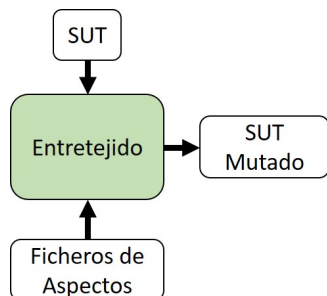 SUT
Entretejido
SUT
Mutado
Ficheros de
Aspectos